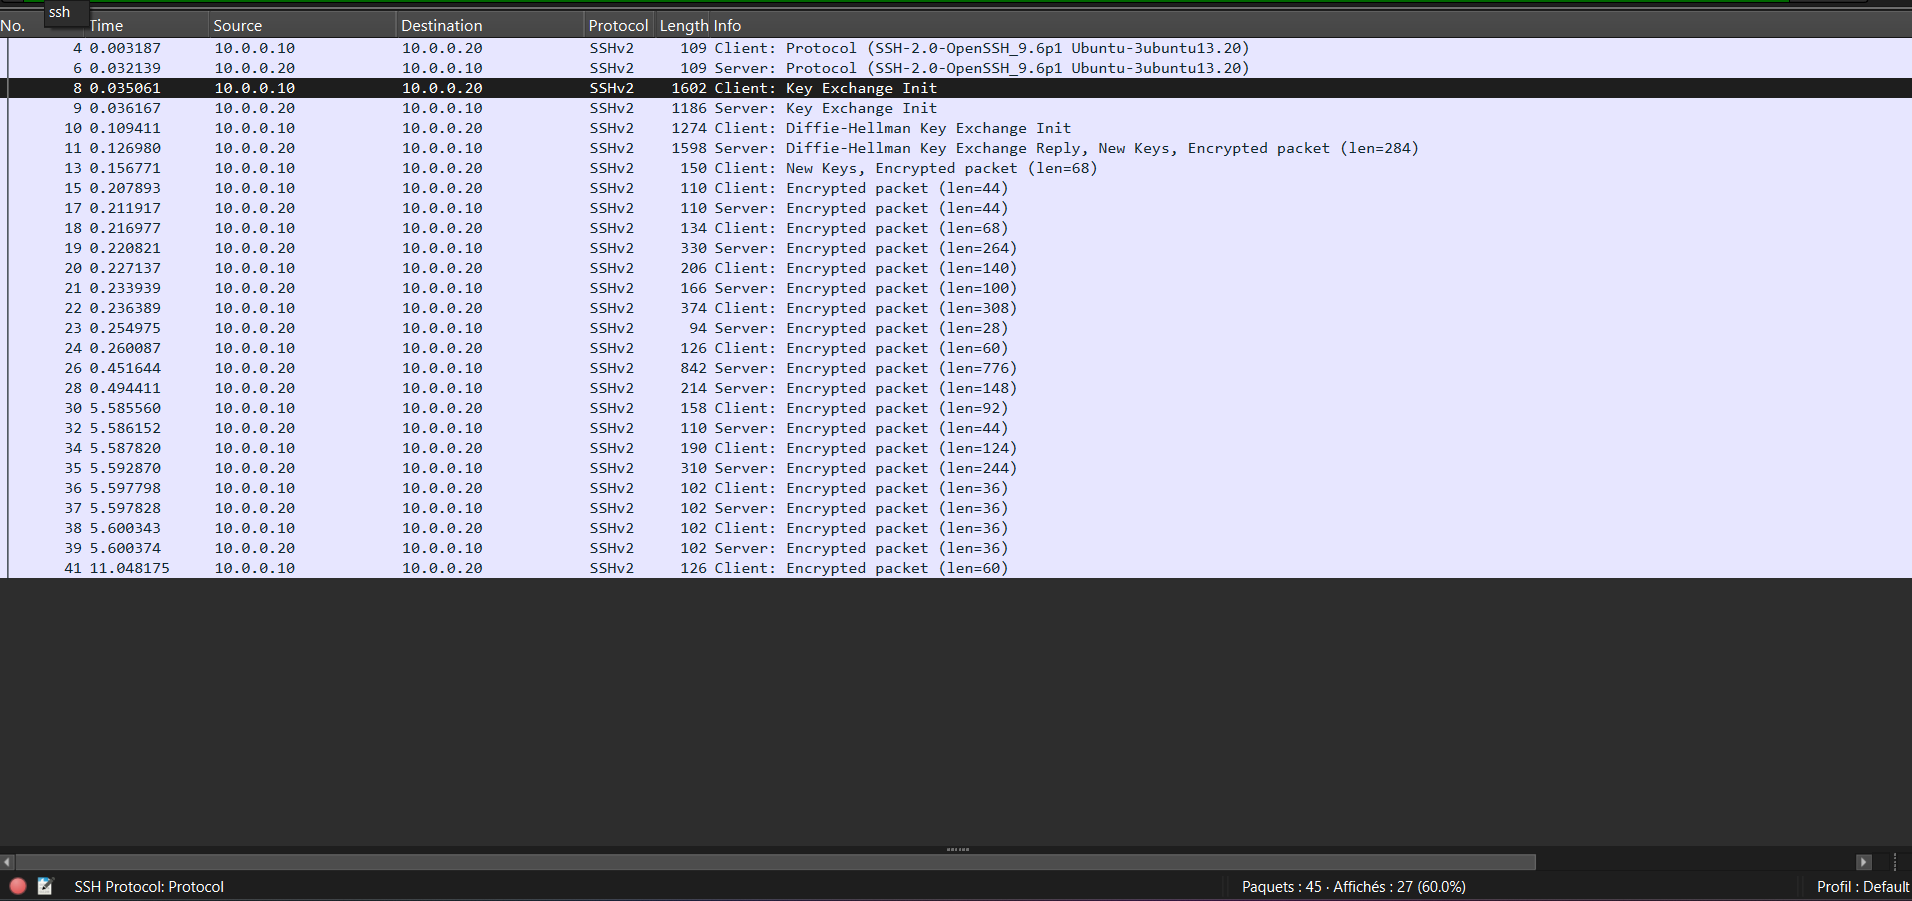 ssh
No. Time Source Destination Protocol Length Info
4 0.003187 10.0.0.10 10.0.0.20 SSHv2 109 Client: Protocol (SSH-2.0-OpenSSH_9.6p1 Ubuntu-3ubuntu13.20)
6 0.032139 10.0.0.20 10.0.0.10 SSHv2 109 Server: Protocol (SSH-2.0-OpenSSH_9.6p1 Ubuntu-3ubuntu13.20)
8 0.035061 10.0.0.10 10.0.0.20 SSHv2 1602 Client: Key Exchange Init
9 0.036167 10.0.0.20 10.0.0.10 SSHv2 1186 Server: Key Exchange Init
10 0.109411 10.0.0.10 10.0.0.20 SSHv2 1274 Client: Diffie-Hellman Key Exchange Init
11 0.126980 10.0.0.20 10.0.0.10 SSHv2 1598 Server: Diffie-Hellman Key Exchange Reply, New Keys, Encrypted packet (len=284)
13 0.156771 10.0.0.10 10.0.0.20 SSHv2 150 Client: New Keys, Encrypted packet (len=68)
15 0.207893 10.0.0.10 10.0.0.20 SSHv2 110 Client: Encrypted packet (len=44)
17 0.211917 10.0.0.20 10.0.0.10 SSHv2 110 Server: Encrypted packet (len=44)
18 0.216977 10.0.0.10 10.0.0.20 SSHv2 134 Client: Encrypted packet (len=68)
19 0.220821 10.0.0.20 10.0.0.10 SSHv2 330 Server: Encrypted packet (len=264)
20 0.227137 10.0.0.10 10.0.0.20 SSHv2 206 Client: Encrypted packet (len=140)
21 0.233939 10.0.0.20 10.0.0.10 SSHv2 166 Server: Encrypted packet (len=100)
22 0.236389 10.0.0.10 10.0.0.20 SSHv2 374 Client: Encrypted packet (len=308)
23 0.254975 10.0.0.20 10.0.0.10 SSHv2 94 Server: Encrypted packet (len=28)
24 0.260087 10.0.0.10 10.0.0.20 SSHv2 126 Client: Encrypted packet (len=60)
26 0.451644 10.0.0.20 10.0.0.10 SSHv2 842 Server: Encrypted packet (len=776)
28 0.494411 10.0.0.20 10.0.0.10 SSHv2 214 Server: Encrypted packet (len=148)
30 5.585560 10.0.0.10 10.0.0.20 SSHv2 158 Client: Encrypted packet (len=92)
32 5.586152 10.0.0.20 10.0.0.10 SSHv2 110 Server: Encrypted packet (len=44)
34 5.587820 10.0.0.10 10.0.0.20 SSHv2 190 Client: Encrypted packet (len=124)
35 5.592870 10.0.0.20 10.0.0.10 SSHv2 310 Server: Encrypted packet (len=244)
36 5.597798 10.0.0.10 10.0.0.20 SSHv2 102 Client: Encrypted packet (len=36)
37 5.597828 10.0.0.20 10.0.0.10 SSHv2 102 Server: Encrypted packet (len=36)
38 5.600343 10.0.0.10 10.0.0.20 SSHv2 102 Client: Encrypted packet (len=36)
39 5.600374 10.0.0.20 10.0.0.10 SSHv2 102 Server: Encrypted packet (len=36)
41 11.048175 10.0.0.10 10.0.0.20 SSHv2 126 Client: Encrypted packet (len=60)
SSH Protocol: Protocol Paquets : 45 · Affichés : 27 (60.0%) Profil : Default